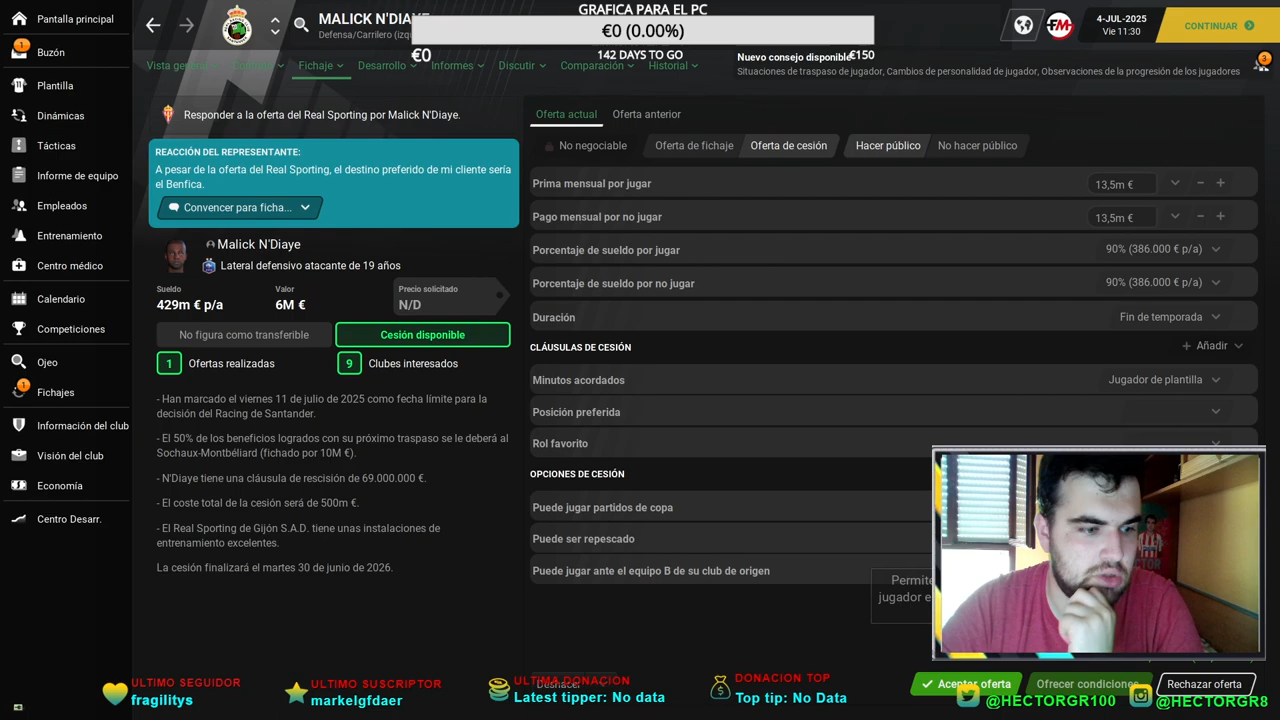 Pantalla principal
1
Buzón
Plantilla
Dinámicas
Tácticas
Informe de equipo
Empleados
Entrenamiento
Centro médico
Calendario
Competiciones
Ojeo
1
Fichajes
Información del club
Visión del club
Economía
Centro Desarr.
MALICK N'DIAYE
Defensa/Carrilero (izq
GRAFICA PARA EL PC
€0 (0.00%)
€0
142 DAYS TO GO
€150
4-JUL-2025
Vie 11:30
CONTINUAR
Vista general
Fichaje
Desarrollo
Informes
Discutir
Comparación
Historial
Nuevo consejo disponible
Situaciones de traspaso de jugador, Cambios de personalidad de jugador, Observaciones de la progresión de los jugadores
3
Responder a la oferta del Real Sporting por Malick N'Diaye.
REACCIÓN DEL REPRESENTANTE:
A pesar de la oferta del Real Sporting, el destino preferido de mi cliente sería
el Benfica.
Convencer para ficha...
Malick N'Diaye
Lateral defensivo atacante de 19 años
Sueldo
429m € p/a
Valor
6M €
Precio solicitado
N/D
No figura como transferible
Cesión disponible
1 Ofertas realizadas
9 Clubes interesados
- Han marcado el viernes 11 de julio de 2025 como fecha límite para la
decisión del Racing de Santander.
- El 50% de los beneficios logrados con su próximo traspaso se le deberá al
Sochaux-Montbéliard (fichado por 10M €).
- N'Diaye tiene una cláusula de rescisión de 69.000.000 €.
- El coste total de la cesión será de 500m €.
- El Real Sporting de Gijón S.A.D. tiene unas instalaciones de
entrenamiento excelentes.
La cesión finalizará el martes 30 de junio de 2026.
Oferta actual
Oferta anterior
No negociable
Oferta de fichaje
Oferta de cesión
Hacer público
No hacer público
Prima mensual por jugar
13,5m €
Pago mensual por no jugar
13,5m €
Porcentaje de sueldo por jugar
90% (386.000 € p/a)
Porcentaje de sueldo por no jugar
90% (386.000 € p/a)
Duración
Fin de temporada
CLÁUSULAS DE CESIÓN
Añadir
Minutos acordados
Jugador de plantilla
Posición preferida
Rol favorito
OPCIONES DE CESIÓN
Puede jugar partidos de copa
Puede ser repescado
Puede jugar ante el equipo B de su club de origen
Permite
jugador e
Deshacer
Aceptar oferta
Ofrecer condiciones
Rechazar oferta
ULTIMO SEGUIDOR
fragilitys
ULTIMO SUSCRIPTOR
markelgfdaer
ULTIMA DONACION
Latest tipper: No data
DONACION TOP
Top tip: No Data
@HECTORGR100
@HECTORGR8